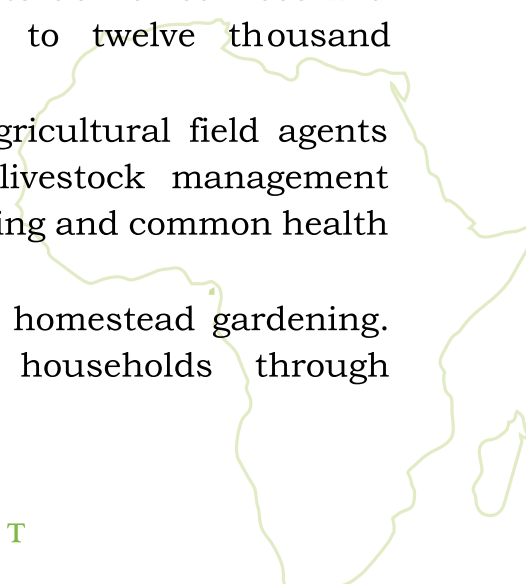 to twelve thousand
gricultural field agents
livestock management
ing and common health
homestead gardening.
households through
T